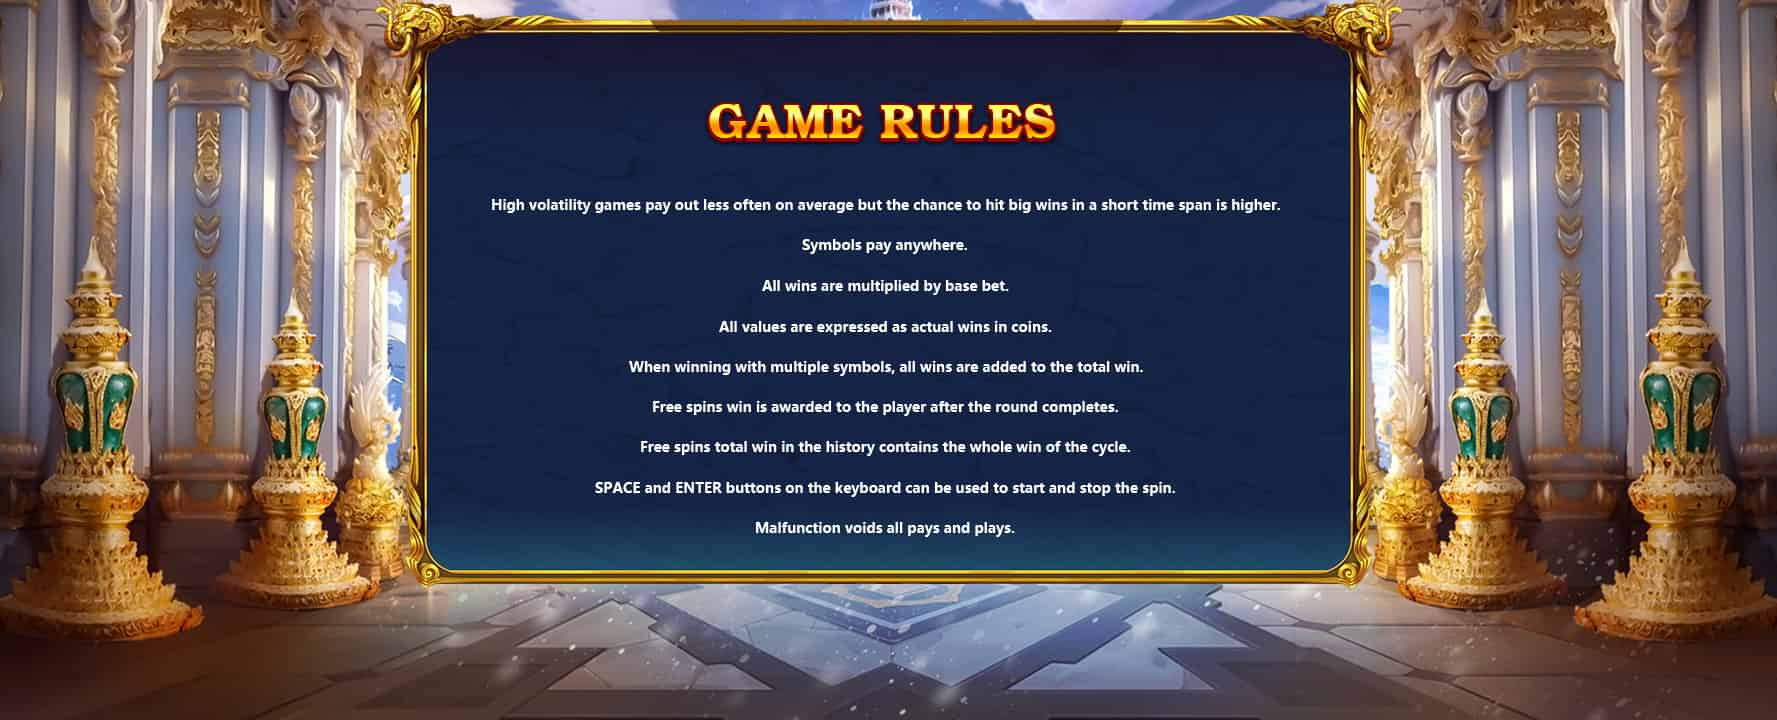 GAME RULES
High volatility games pay out less often on average but the chance to hit big wins in a short time span is higher.
Symbols pay anywhere.
All wins are multiplied by base bet.
All values are expressed as actual wins in coins.
When winning with multiple symbols, all wins are added to the total win.
Free spins win is awarded to the player after the round completes.
Free spins total win in the history contains the whole win of the cycle.
SPACE and ENTER buttons on the keyboard can be used to start and stop the spin.
Malfunction voids all pays and plays.